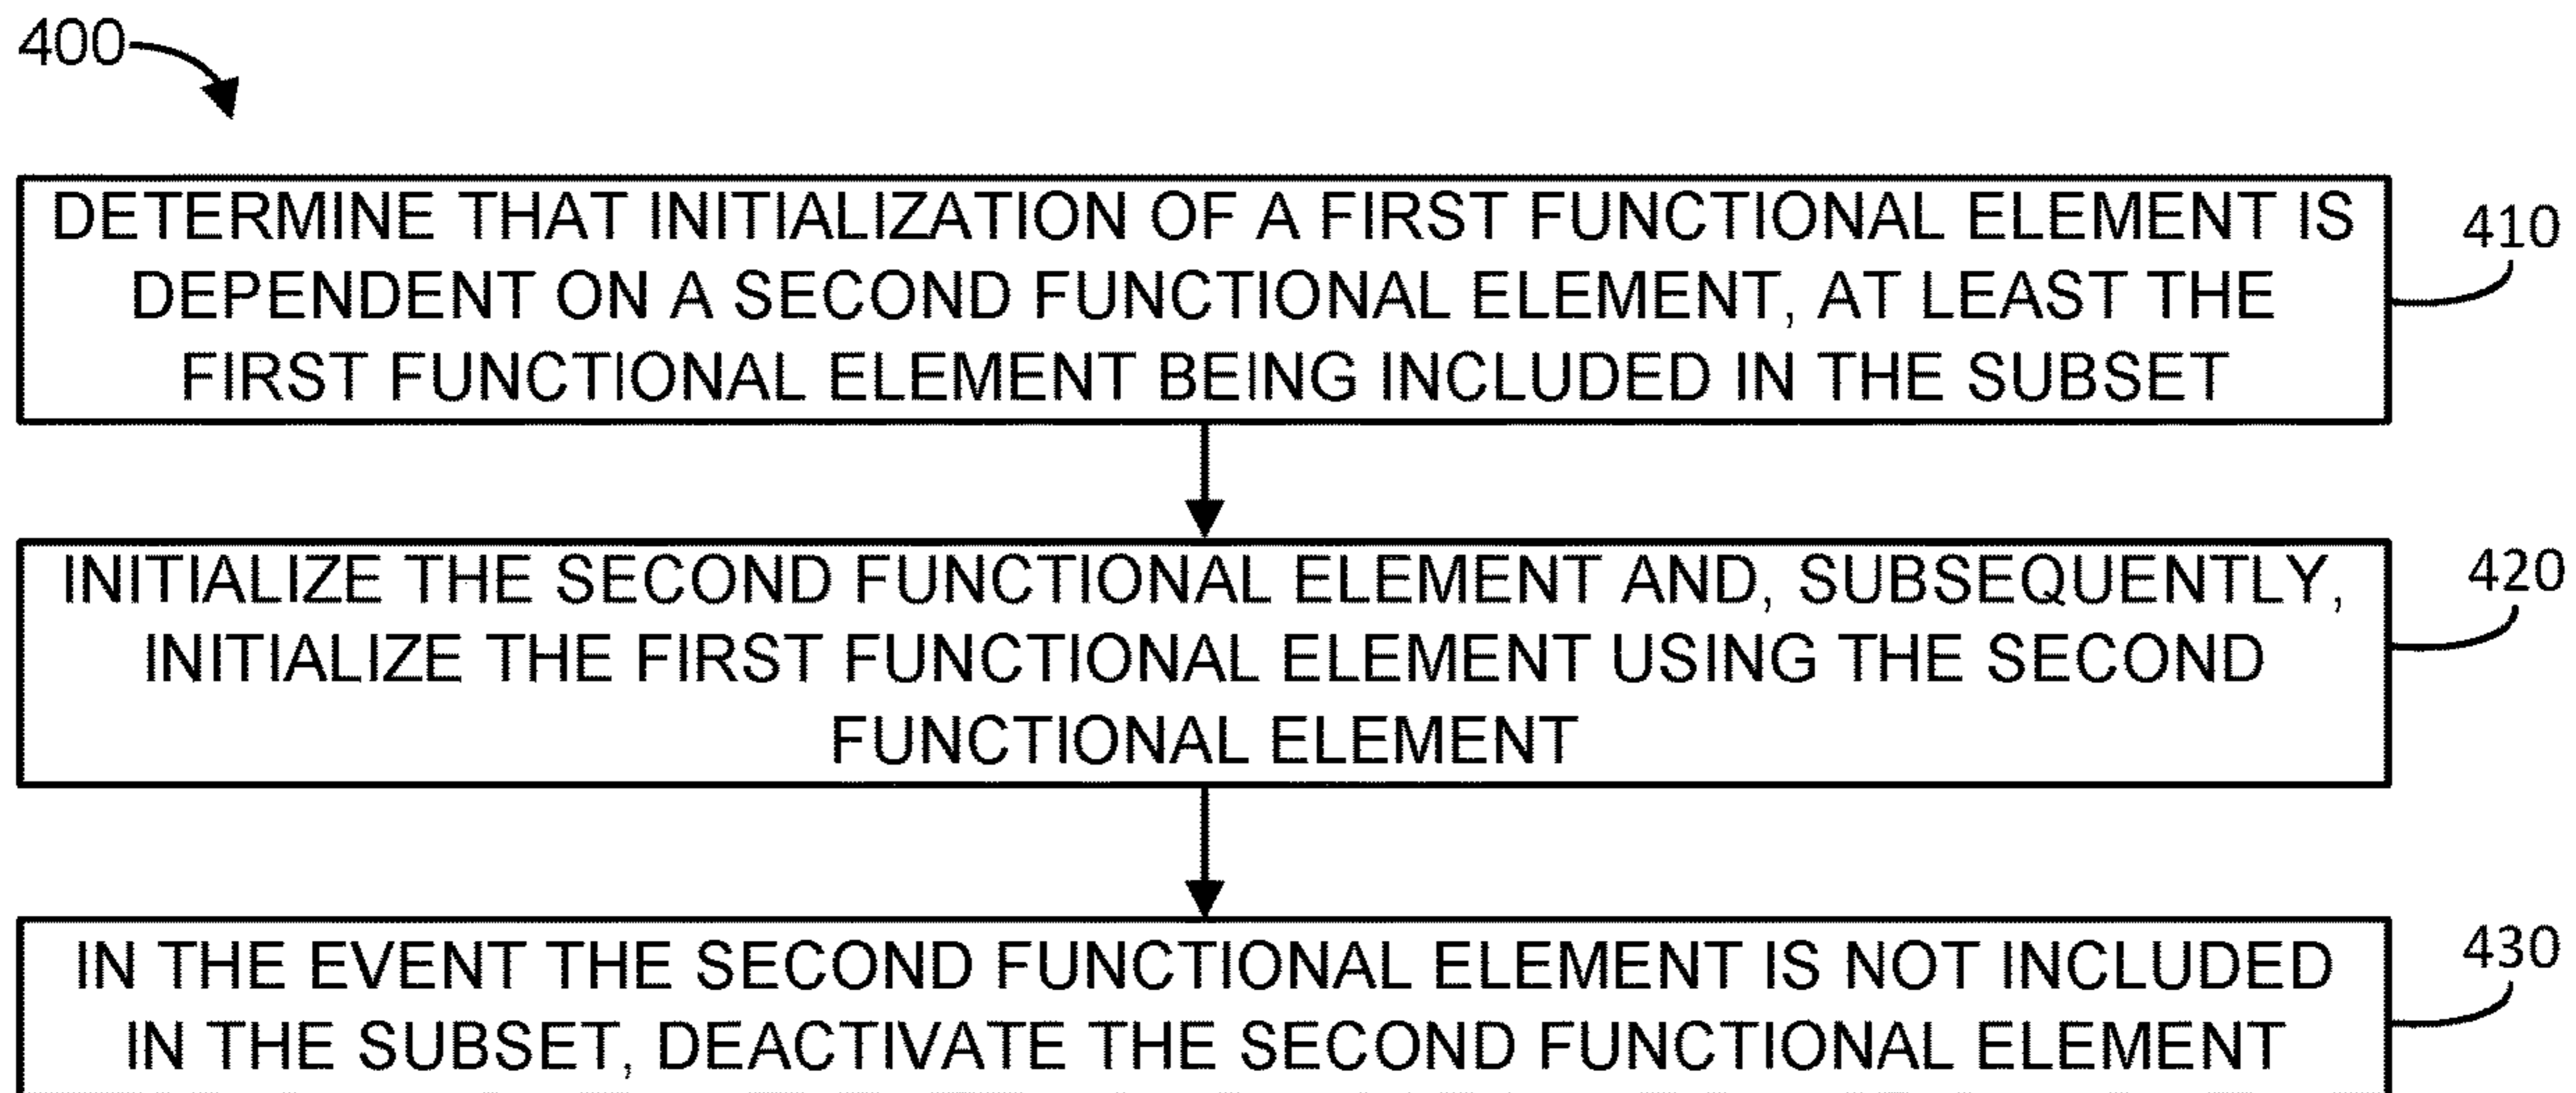 400
DETERMINE THAT INITIALIZATION OF A FIRST FUNCTIONAL ELEMENT IS
DEPENDENT ON A SECOND FUNCTIONAL ELEMENT, AT LEAST THE
FIRST FUNCTIONAL ELEMENT BEING INCLUDED IN THE SUBSET
410
INITIALIZE THE SECOND FUNCTIONAL ELEMENT AND, SUBSEQUENTLY,
INITIALIZE THE FIRST FUNCTIONAL ELEMENT USING THE SECOND
FUNCTIONAL ELEMENT
420
IN THE EVENT THE SECOND FUNCTIONAL ELEMENT IS NOT INCLUDED
IN THE SUBSET, DEACTIVATE THE SECOND FUNCTIONAL ELEMENT
430